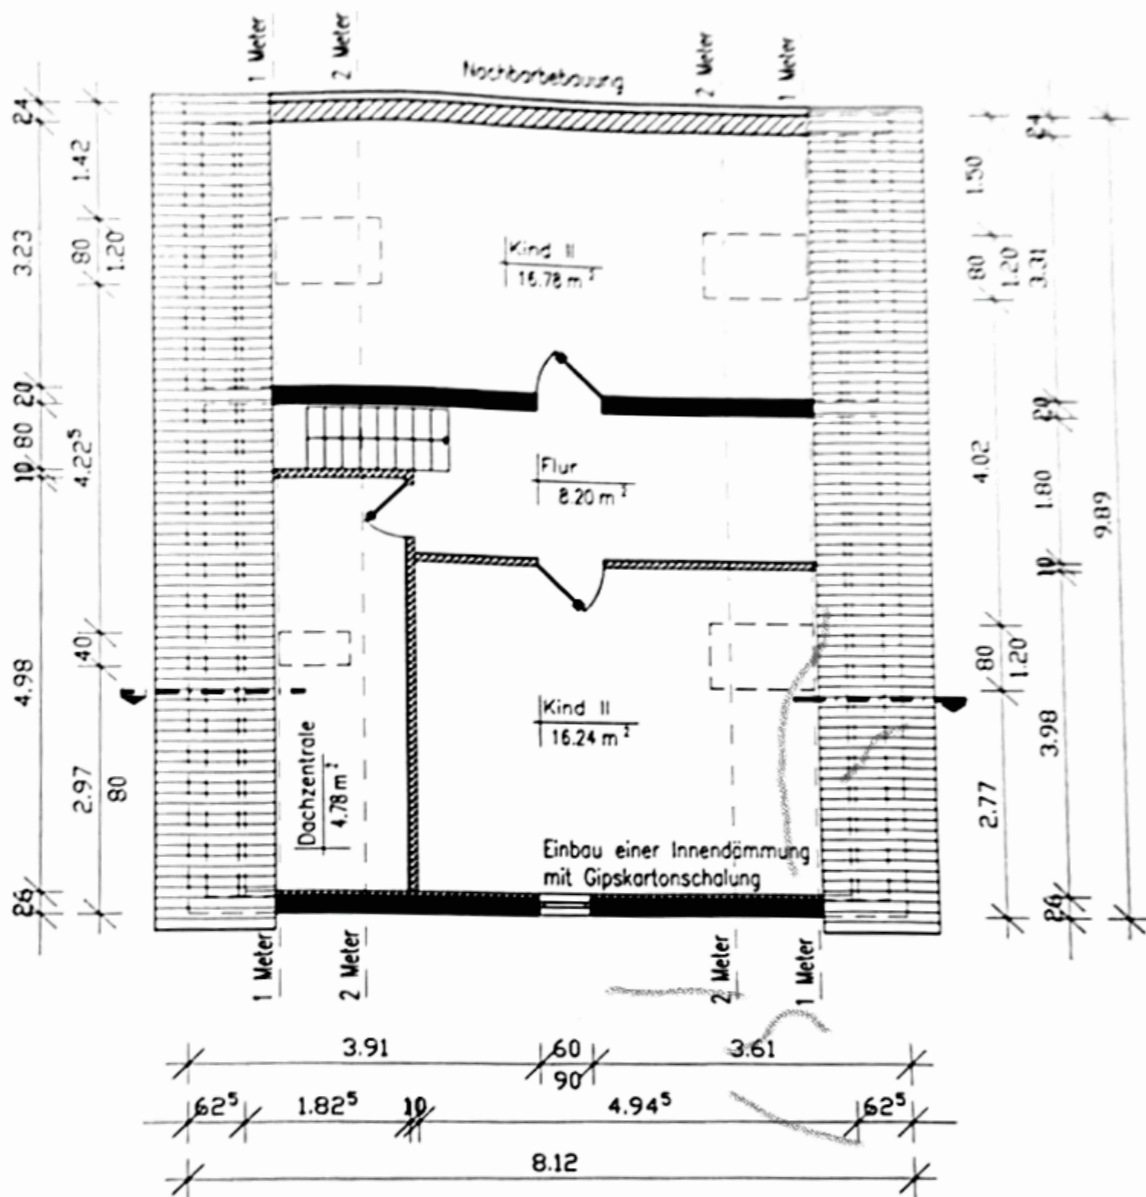 1 Meter
2 Meter
Nachbarbebauung
2 Meter
1 Meter
24
1.42
3.23
80
1.20
20
80
10
4.22⁵
40
4.98
2.97
80
26
Kind II
16.78 m²
Flur
8.20 m²
Kind II
16.24 m²
Dachzentrale
4.78 m²
Einbau einer Innendämmung
mit Gipskartonschalung
24
1.50
80
1.20
3.31
20
4.02
1.80
9.89
10
80
1.20
3.98
2.77
26
1 Meter
2 Meter
2 Meter
1 Meter
3.91 60 3.61
90
62⁵ 1.82⁵ 10 4.94⁵ 62⁵
8.12